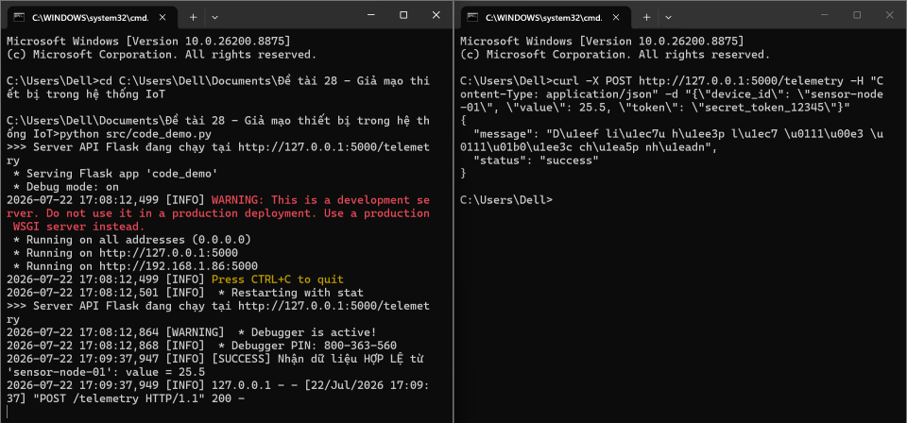 C:\WINDOWS\system32\cmd.
Microsoft Windows [Version 10.0.26200.8875]
(c) Microsoft Corporation. All rights reserved.
C:\Users\Dell>cd C:\Users\Dell\Documents\Đề tài 28 - Giả mạo thi
ết bị trong hệ thống IoT
C:\Users\Dell\Documents\Đề tài 28 - Giả mạo thiết bị trong hệ th
ống IoT>python src/code_demo.py
>>> Server API Flask đang chạy tại http://127.0.0.1:5000/telemet
ry
 * Serving Flask app 'code_demo'
 * Debug mode: on
2026-07-22 17:08:12,499 [INFO] WARNING: This is a development se
rver. Do not use it in a production deployment. Use a production
 WSGI server instead.
 * Running on all addresses (0.0.0.0)
 * Running on http://127.0.0.1:5000
 * Running on http://192.168.1.86:5000
2026-07-22 17:08:12,499 [INFO] Press CTRL+C to quit
2026-07-22 17:08:12,501 [INFO]  * Restarting with stat
>>> Server API Flask đang chạy tại http://127.0.0.1:5000/telemet
ry
2026-07-22 17:08:12,864 [WARNING]  * Debugger is active!
2026-07-22 17:08:12,868 [INFO]  * Debugger PIN: 800-363-560
2026-07-22 17:09:37,947 [INFO] [SUCCESS] Nhận dữ liệu HỢP LỆ từ
'sensor-node-01': value = 25.5
2026-07-22 17:09:37,949 [INFO] 127.0.0.1 - - [22/Jul/2026 17:09:
37] "POST /telemetry HTTP/1.1" 200 -
C:\WINDOWS\system32\cmd.
Microsoft Windows [Version 10.0.26200.8875]
(c) Microsoft Corporation. All rights reserved.
C:\Users\Dell>curl -X POST http://127.0.0.1:5000/telemetry -H "C
ontent-Type: application/json" -d "{\"device_id\": \"sensor-node
-01\", \"value\": 25.5, \"token\": \"secret_token_12345\"}"
{
  "message": "D\u1eef li\u1ec7u h\u1ee3p l\u1ec7 \u0111\u00e3 \u
0111\u01b0\u1ee3c ch\u1ea5p nh\u1eadn",
  "status": "success"
}
C:\Users\Dell>